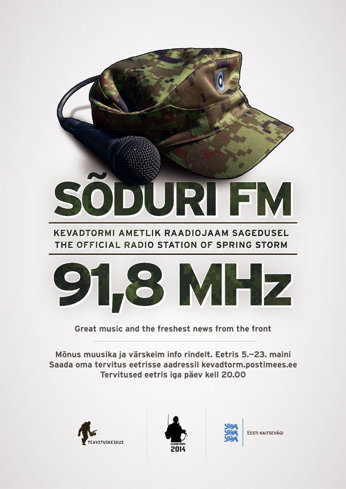 SÕDURI FM
KEVADTORMI AMETLIK RAADIOJAAM SAGEDUSEL
THE OFFICIAL RADIO STATION OF SPRING STORM
91,8 MHz
Great music and the freshest news from the front
Mõnus muusika ja värskeim info rindelt. Eetris 5.–23. maini
Saada oma tervitus eetrisse aadressil kevadtorm.postimees.ee
Tervitused eetris iga päev kell 20.00
TEAVITUSKESKUS
2014
EESTI KAITSEVÄGI